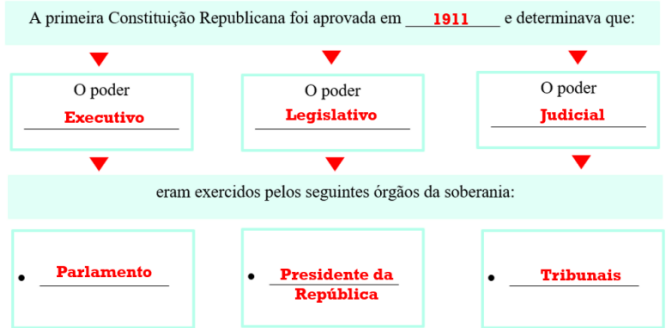 A primeira Constituição Republicana foi aprovada em 1911 e determinava que:
O poder
Executivo
O poder
Legislativo
O poder
Judicial
eram exercidos pelos seguintes órgãos da soberania:
• Parlamento
• Presidente da
República
• Tribunais